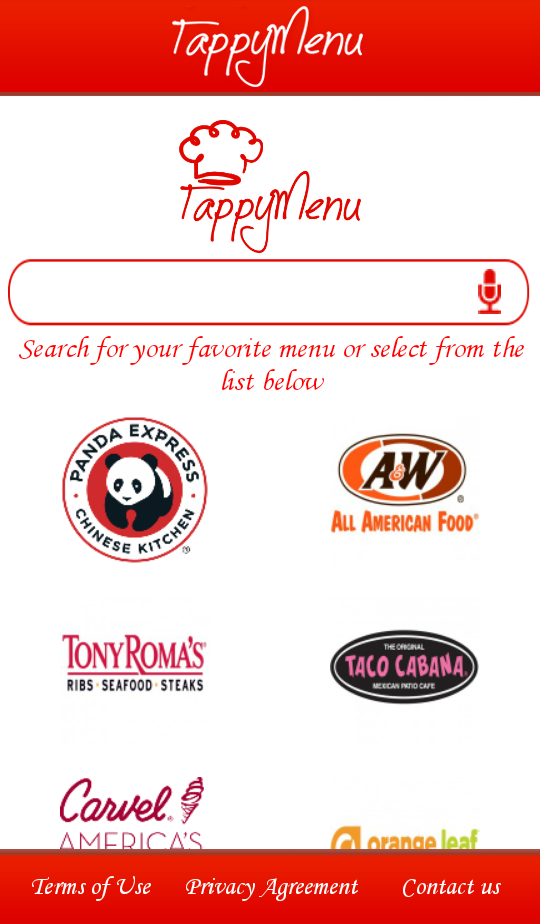 TappyMenu
TappyMenu
Search for your favorite menu or select from the
list below
PANDA EXPRESS
CHINESE KITCHEN
A&W
ALL AMERICAN FOOD®
TONY ROMA'S®
RIBS · SEAFOOD · STEAKS
THE ORIGINAL
TACO CABANA®
MEXICAN PATIO CAFE
Carvel®
AMERICA'S
orange leaf
Terms of Use Privacy Agreement Contact us